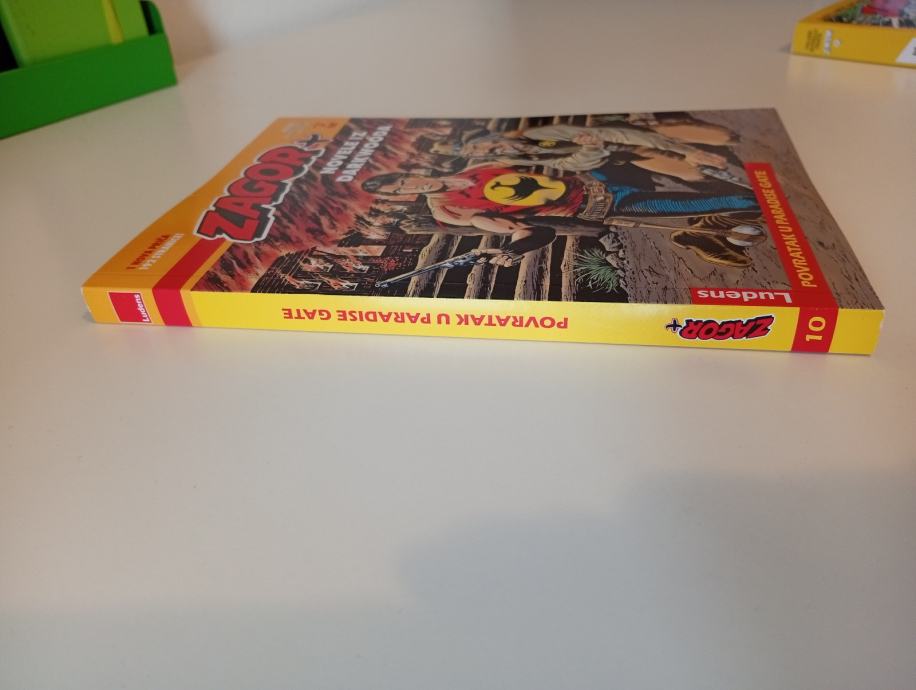 ZAGOR+
NOVELE IZ
DARKWOODA
Ludens
POVRATAK U PARADISE GATE
Ludens
POVRATAK U PARADISE GATE
ZAGOR+
10